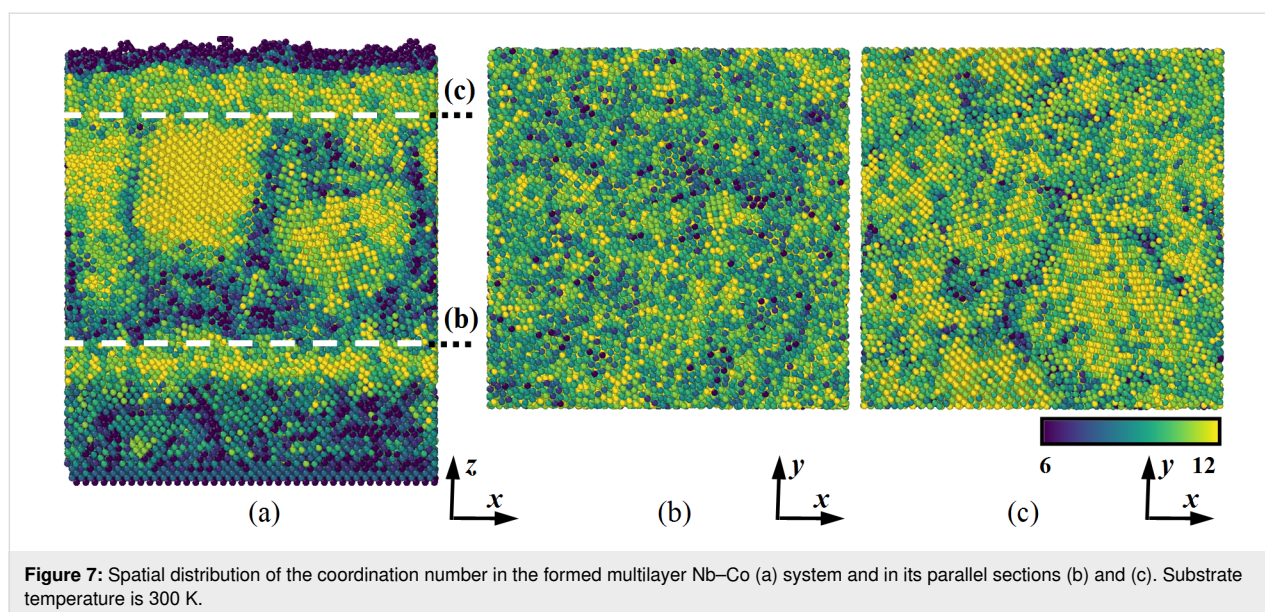 (c)
(b)
z
x
(a)
y
x
(b)
6 12
y
x
(c)
Figure 7: Spatial distribution of the coordination number in the formed multilayer Nb–Co (a) system and in its parallel sections (b) and (c). Substrate
temperature is 300 K.